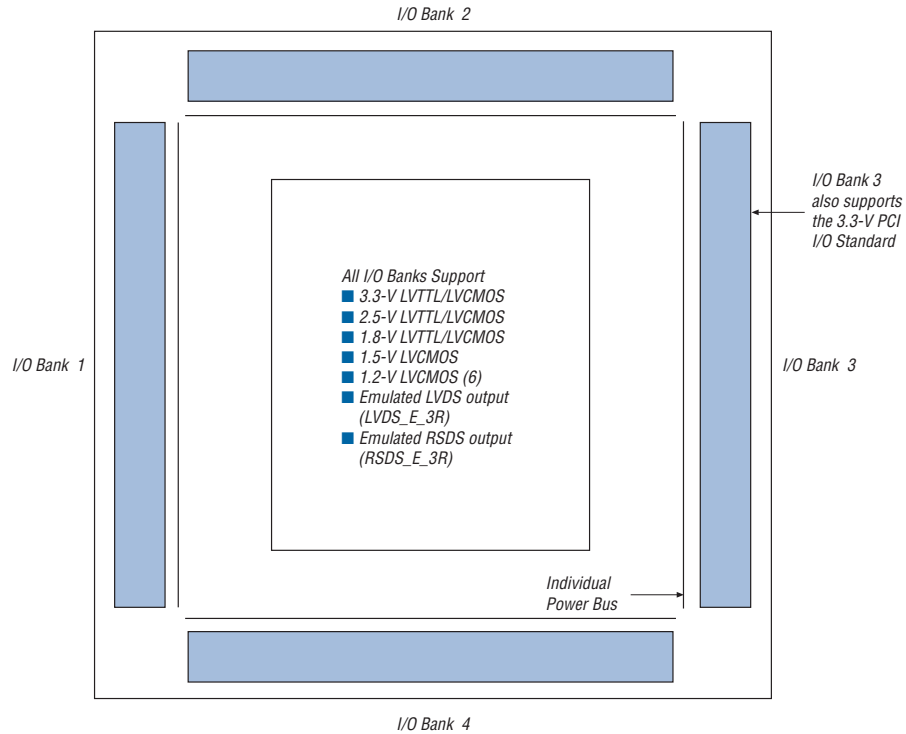 I/O Bank 2
I/O Bank 3
also supports
the 3.3-V PCI
I/O Standard
All I/O Banks Support
■ 3.3-V LVTTL/LVCMOS
■ 2.5-V LVTTL/LVCMOS
■ 1.8-V LVTTL/LVCMOS
■ 1.5-V LVCMOS
■ 1.2-V LVCMOS (6)
■ Emulated LVDS output
(LVDS_E_3R)
■ Emulated RSDS output
(RSDS_E_3R)
I/O Bank 1
I/O Bank 3
Individual
Power Bus
I/O Bank 4